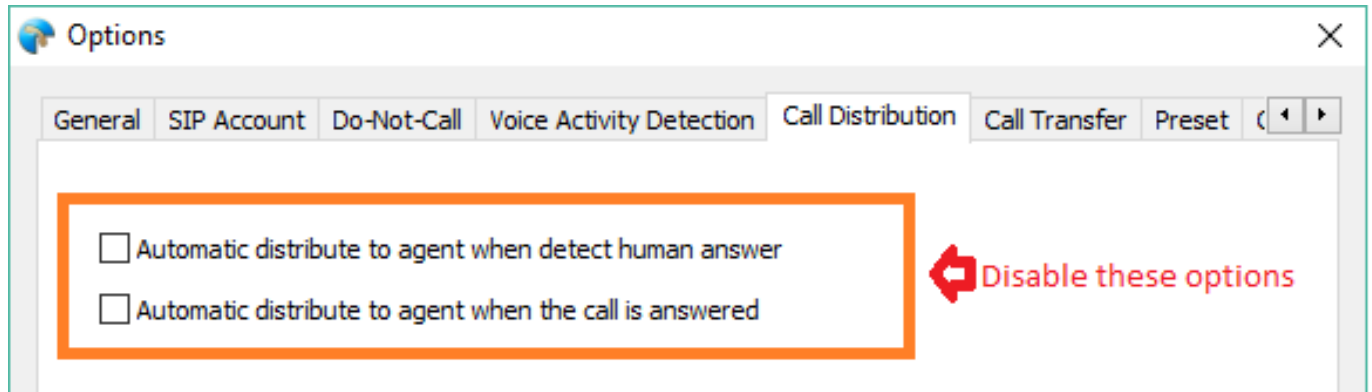 Options
General SIP Account Do-Not-Call Voice Activity Detection Call Distribution Call Transfer Preset
Automatic distribute to agent when detect human answer
Automatic distribute to agent when the call is answered
Disable these options